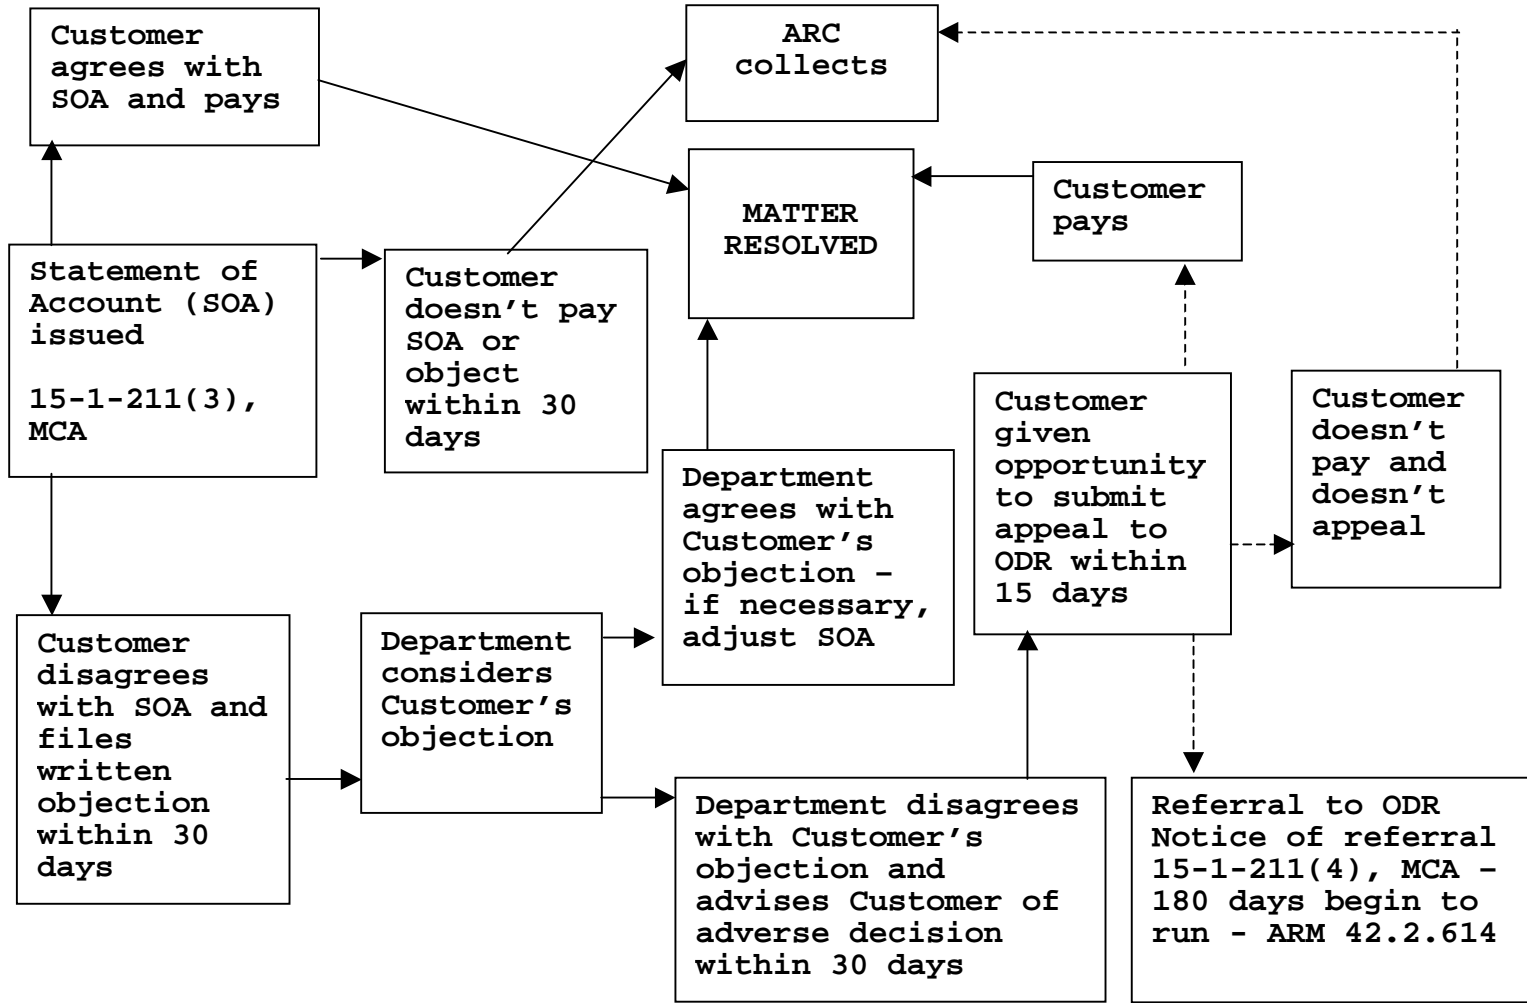 Customer
agrees with
SOA and pays
ARC
collects
MATTER
RESOLVED
Customer
pays
Statement of
Account (SOA)
issued
15-1-211(3),
MCA
Customer
doesn’t pay
SOA or
object
within 30
days
Department
agrees with
Customer’s
objection –
if necessary,
adjust SOA
Customer
given
opportunity
to submit
appeal to
ODR within
15 days
Customer
doesn’t
pay and
doesn’t
appeal
Customer
disagrees
with SOA and
files
written
objection
within 30
days
Department
considers
Customer’s
objection
Department disagrees
with Customer’s
objection and
advises Customer of
adverse decision
within 30 days
Referral to ODR
Notice of referral
15-1-211(4), MCA –
180 days begin to
run - ARM 42.2.614